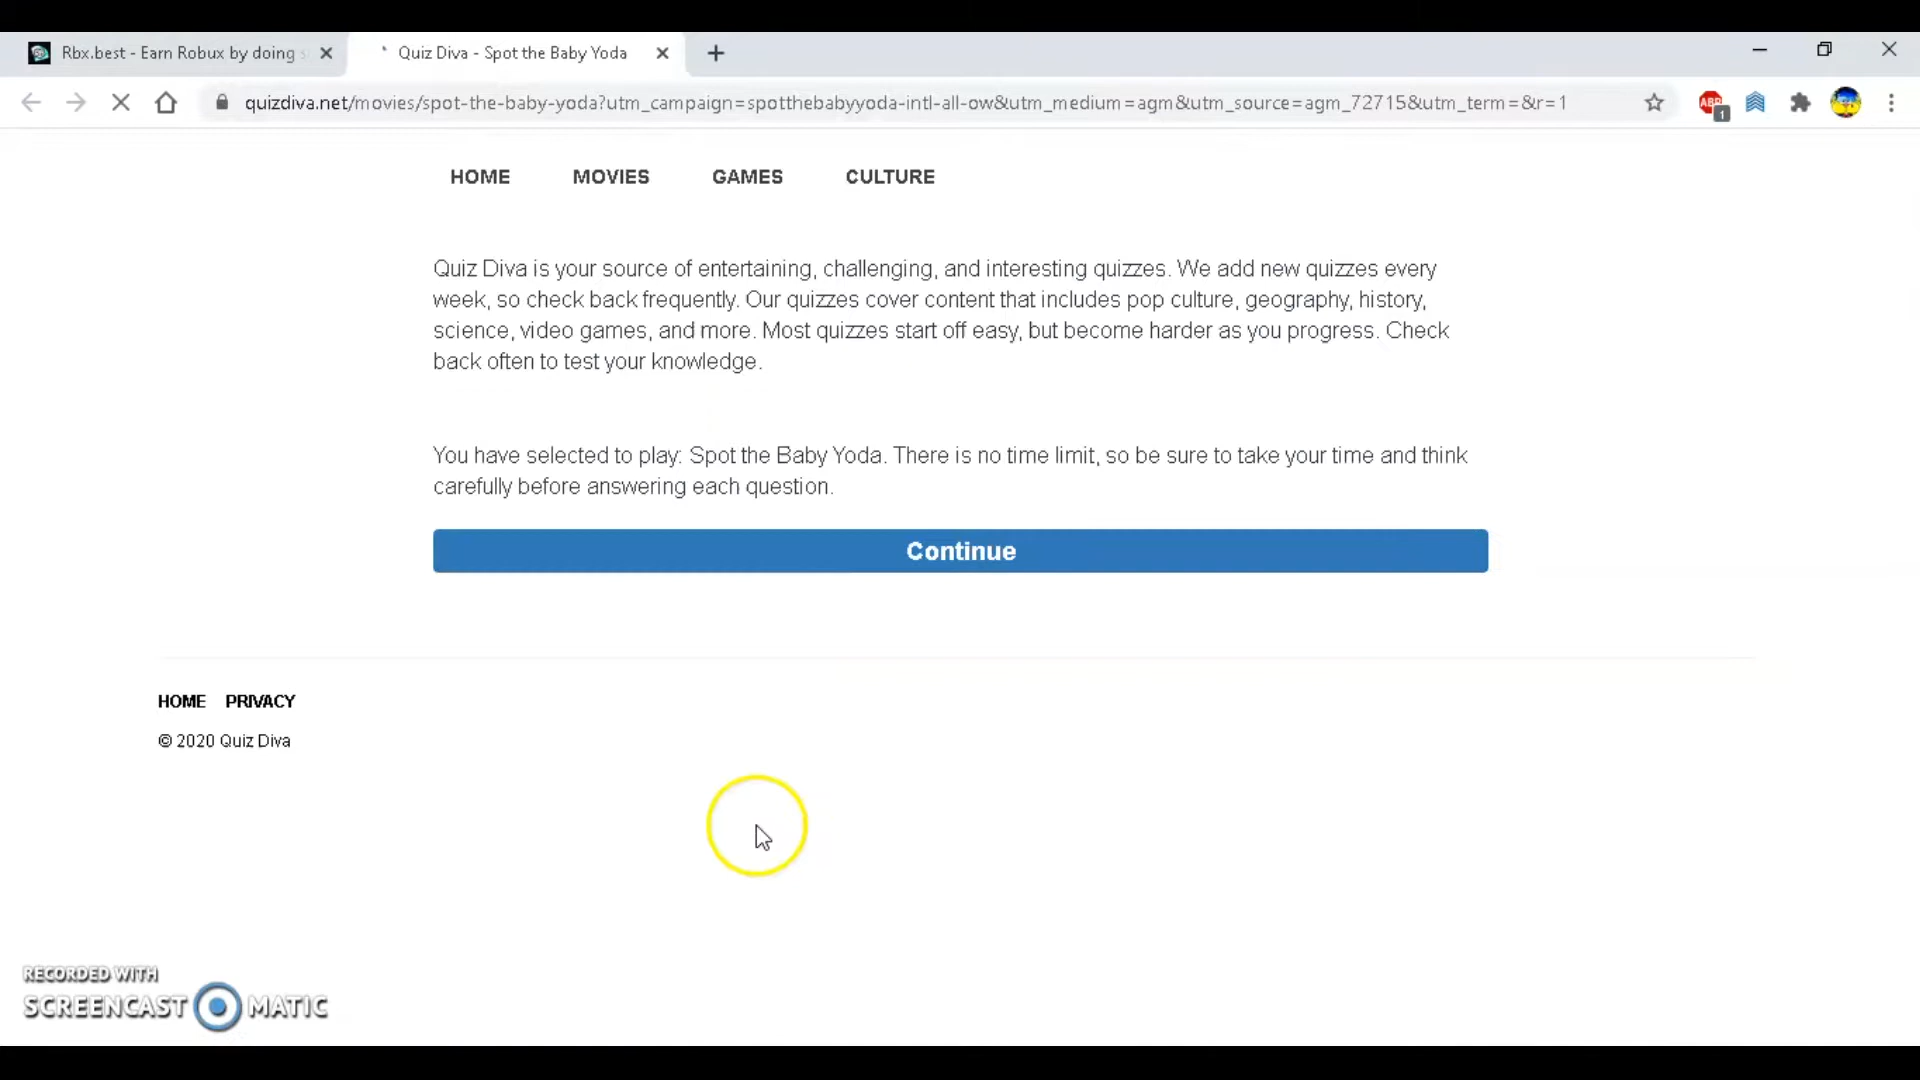 Rbx.best - Earn Robux by doing s
Quiz Diva - Spot the Baby Yoda
quizdiva.net/movies/spot-the-baby-yoda?utm_campaign=spotthebabyyoda-intl-all-ow&utm_medium=agm&utm_source=agm_72715&utm_term=&r=1
ABP
1
HOME MOVIES GAMES CULTURE
Quiz Diva is your source of entertaining, challenging, and interesting quizzes. We add new quizzes every
week, so check back frequently. Our quizzes cover content that includes pop culture, geography, history,
science, video games, and more. Most quizzes start off easy, but become harder as you progress. Check
back often to test your knowledge.
You have selected to play: Spot the Baby Yoda. There is no time limit, so be sure to take your time and think
carefully before answering each question.
Continue
HOME PRIVACY
© 2020 Quiz Diva
RECORDED WITH
SCREENCAST MATIC